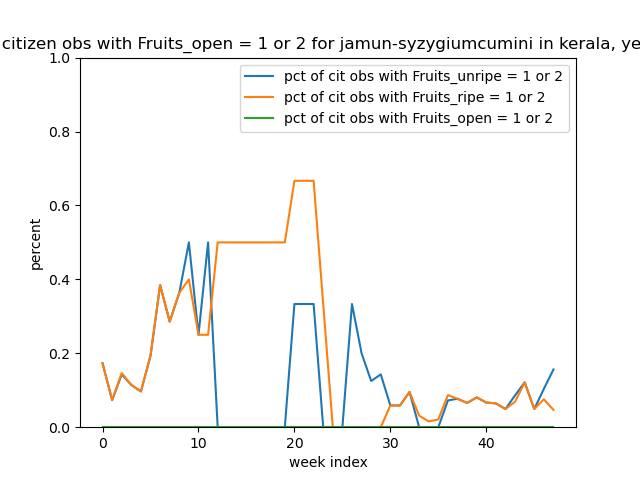 citizen obs with Fruits_open = 1 or 2 for jamun-syzygiumcumini in kerala, ye
pct of cit obs with Fruits_unripe = 1 or 2
pct of cit obs with Fruits_ripe = 1 or 2
pct of cit obs with Fruits_open = 1 or 2
percent
1.0
0.8
0.6
0.4
0.2
0.0
0 10 20 30 40
week index